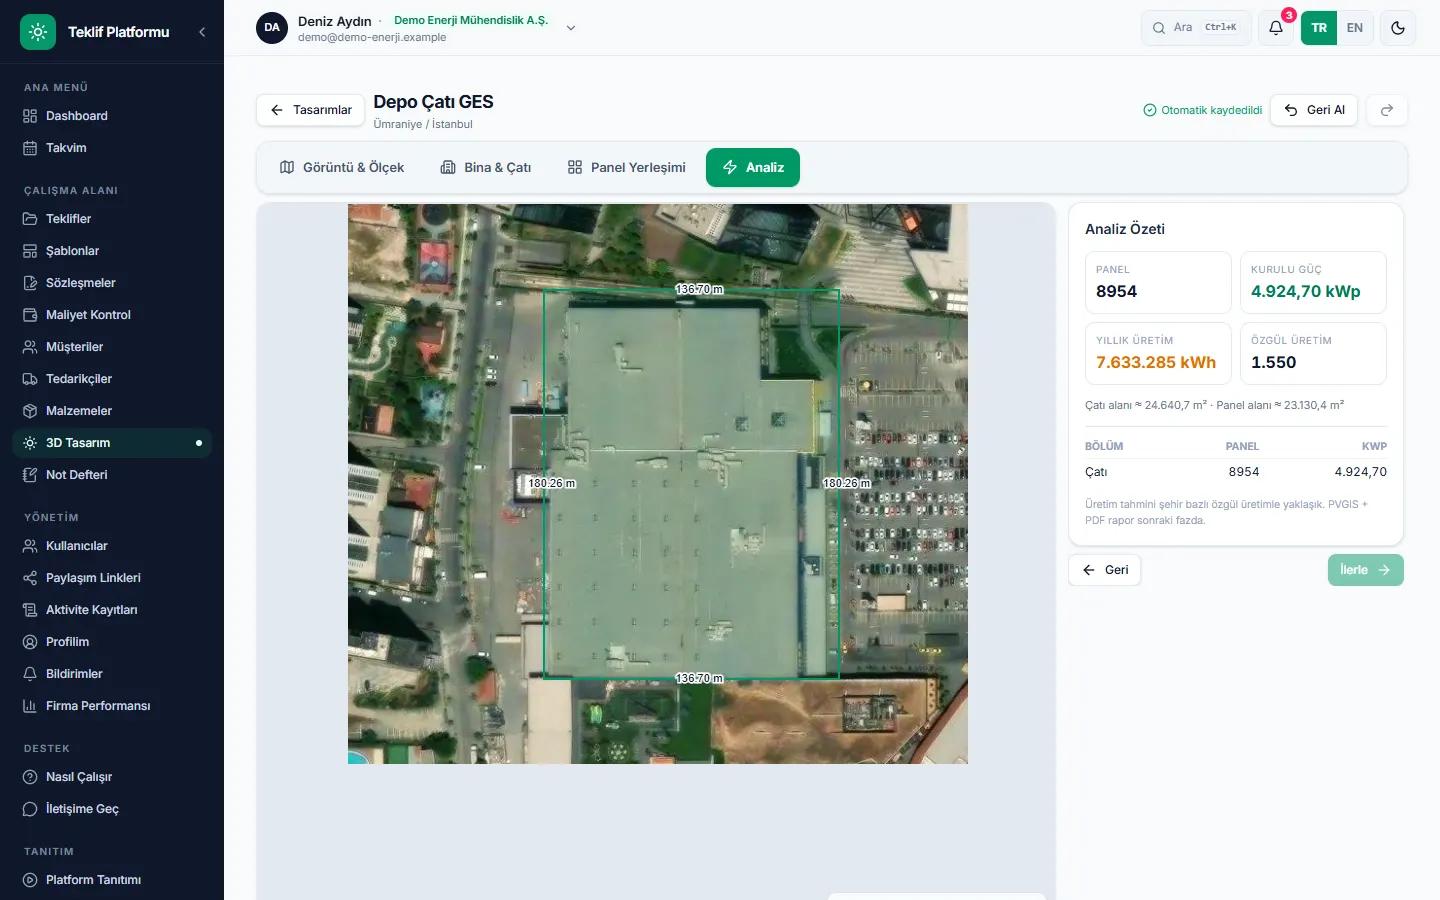 Teklif Platformu
ANA MENÜ
Dashboard
Takvim
ÇALIŞMA ALANI
Teklifler
Şablonlar
Sözleşmeler
Maliyet Kontrol
Müşteriler
Tedarikçiler
Malzemeler
3D Tasarım
Not Defteri
YÖNETİM
Kullanıcılar
Paylaşım Linkleri
Aktivite Kayıtları
Profilim
Bildirimler
Firma Performansı
DESTEK
Nasıl Çalışır
İletişime Geç
TANITIM
Platform Tanıtımı
DA
Deniz Aydın · Demo Enerji Mühendislik A.Ş.
demo@demo-enerji.example
Ara Ctrl+K
3
TR EN
Tasarımlar
Depo Çatı GES
Ümraniye / İstanbul
Otomatik kaydedildi
Geri Al
Görüntü & Ölçek
Bina & Çatı
Panel Yerleşimi
Analiz
136.70 m
180.26 m
180.26 m
136.70 m
Analiz Özeti
PANEL
8954
KURULU GÜÇ
4.924,70 kWp
YILLIK ÜRETİM
7.633.285 kWh
ÖZGÜL ÜRETİM
1.550
Çatı alanı ≈ 24.640,7 m² · Panel alanı ≈ 23.130,4 m²
BÖLÜM PANEL KWP
Çatı 8954 4.924,70
Üretim tahmini şehir bazlı özgül üretimle yaklaşık. PVGIS +
PDF rapor sonraki fazda.
Geri
İlerle